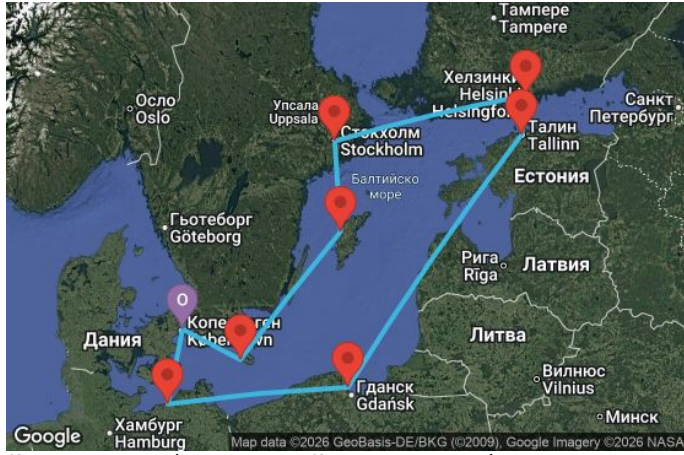 Тампере
Tampere
Хелзинки
Helsinki
Helsingfors
Санкт
Петербург
Осло
Oslo
Упсала
Uppsala
Стокхолм
Stockholm
Талин
Tallinn
Балтийско
море
Естония
Гьотеборг
Göteborg
Рига
Rīga
Латвия
O
Копенхаген
København
Дания
Литва
Вилнюс
Vilnius
Гданск
Gdańsk
Минск
Хамбург
Hamburg
Google
Map data ©2026 GeoBasis-DE/BKG (©2009), Google Imagery ©2026 NASA